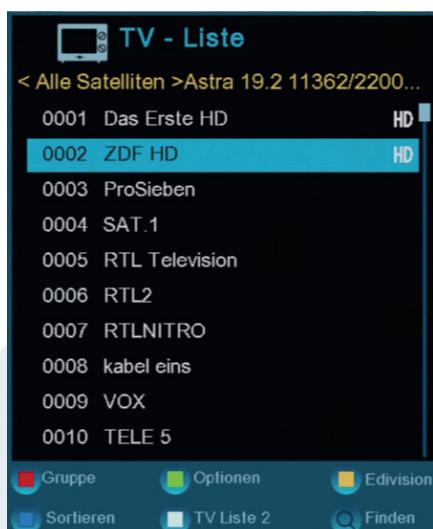 TV - Liste
< Alle Satelliten >Astra 19.2 11362/2200...
0001 Das Erste HD HD
0002 ZDF HD HD
0003 ProSieben
0004 SAT.1
0005 RTL Television
0006 RTL2
0007 RTLNITRO
0008 kabel eins
0009 VOX
0010 TELE 5
Gruppe Optionen Edivision
Sortieren TV Liste 2 Finden